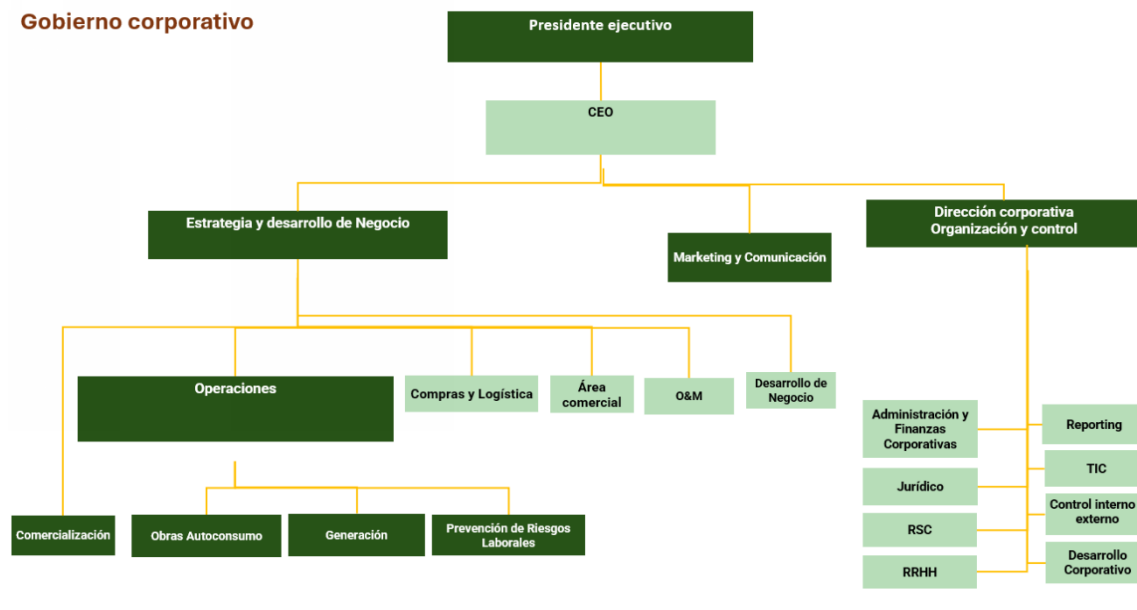 Gobierno corporativo
Presidente ejecutivo
CEO
Estrategia y desarrollo de Negocio
Marketing y Comunicación
Dirección corporativa
Organización y control
Operaciones
Compras y Logística
Área
comercial
O&M
Desarrollo de
Negocio
Comercialización
Obras Autoconsumo
Generación
Prevención de Riesgos
Laborales
Administración y
Finanzas
Corporativas
Reporting
Jurídico
TIC
RSC
Control interno
externo
RRHH
Desarrollo
Corporativo